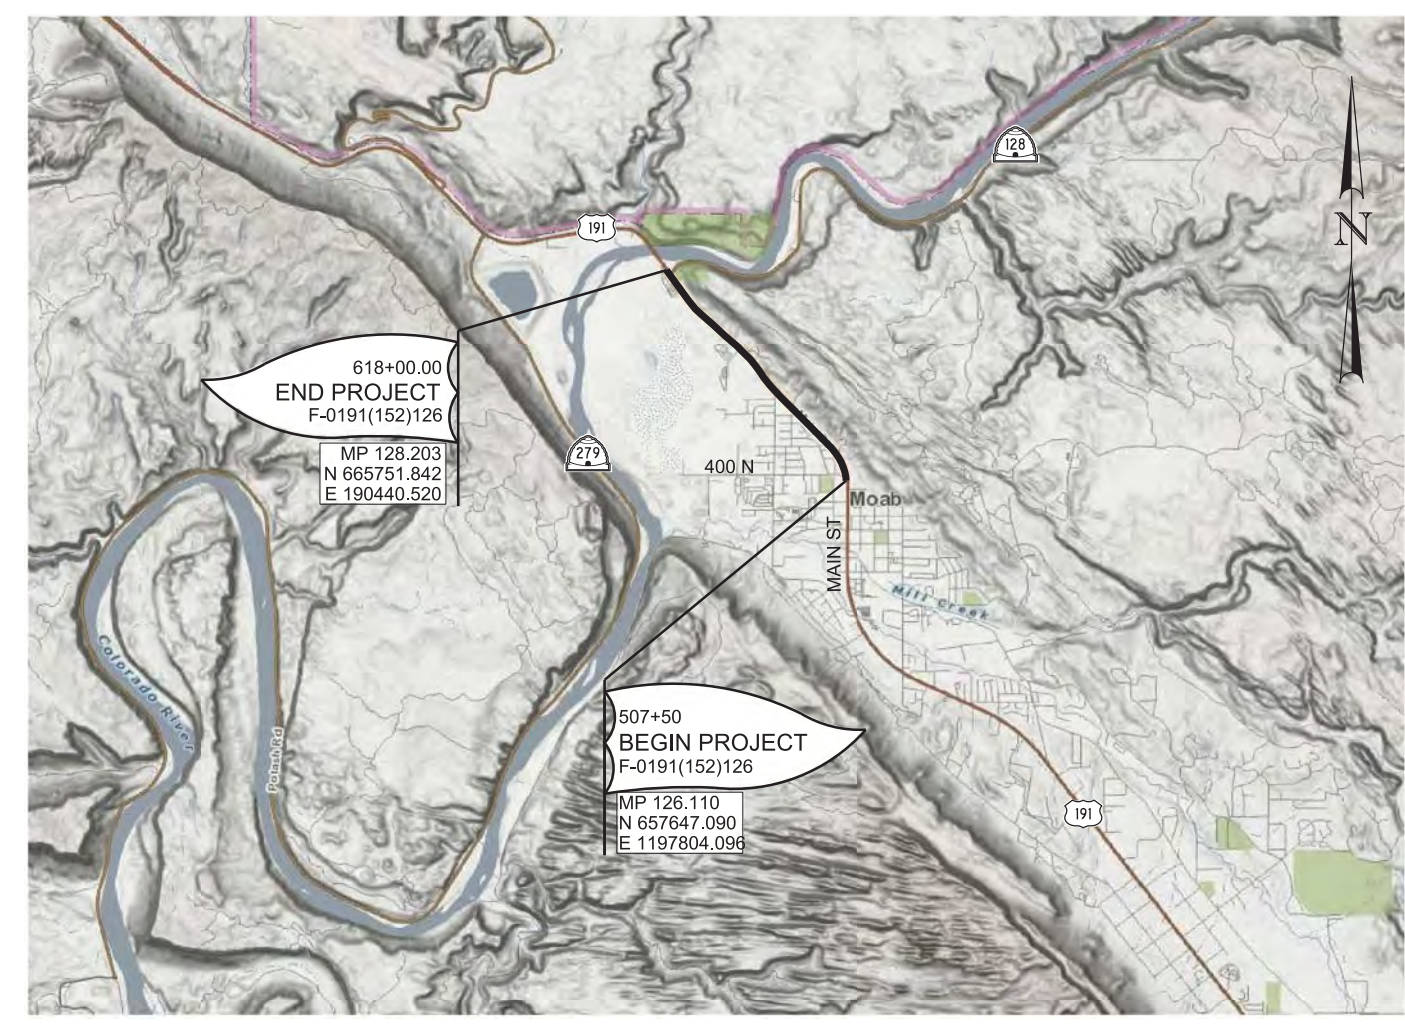 128
191
N
618+00.00
END PROJECT
F-0191(152)126
MP 128.203
N 665751.842
E 190440.520
279
400 N
Moab
MAIN ST
Mill Creek
Colorado River
Potash Rd
507+50
BEGIN PROJECT
F-0191(152)126
MP 126.110
N 657647.090
E 1197804.096
191